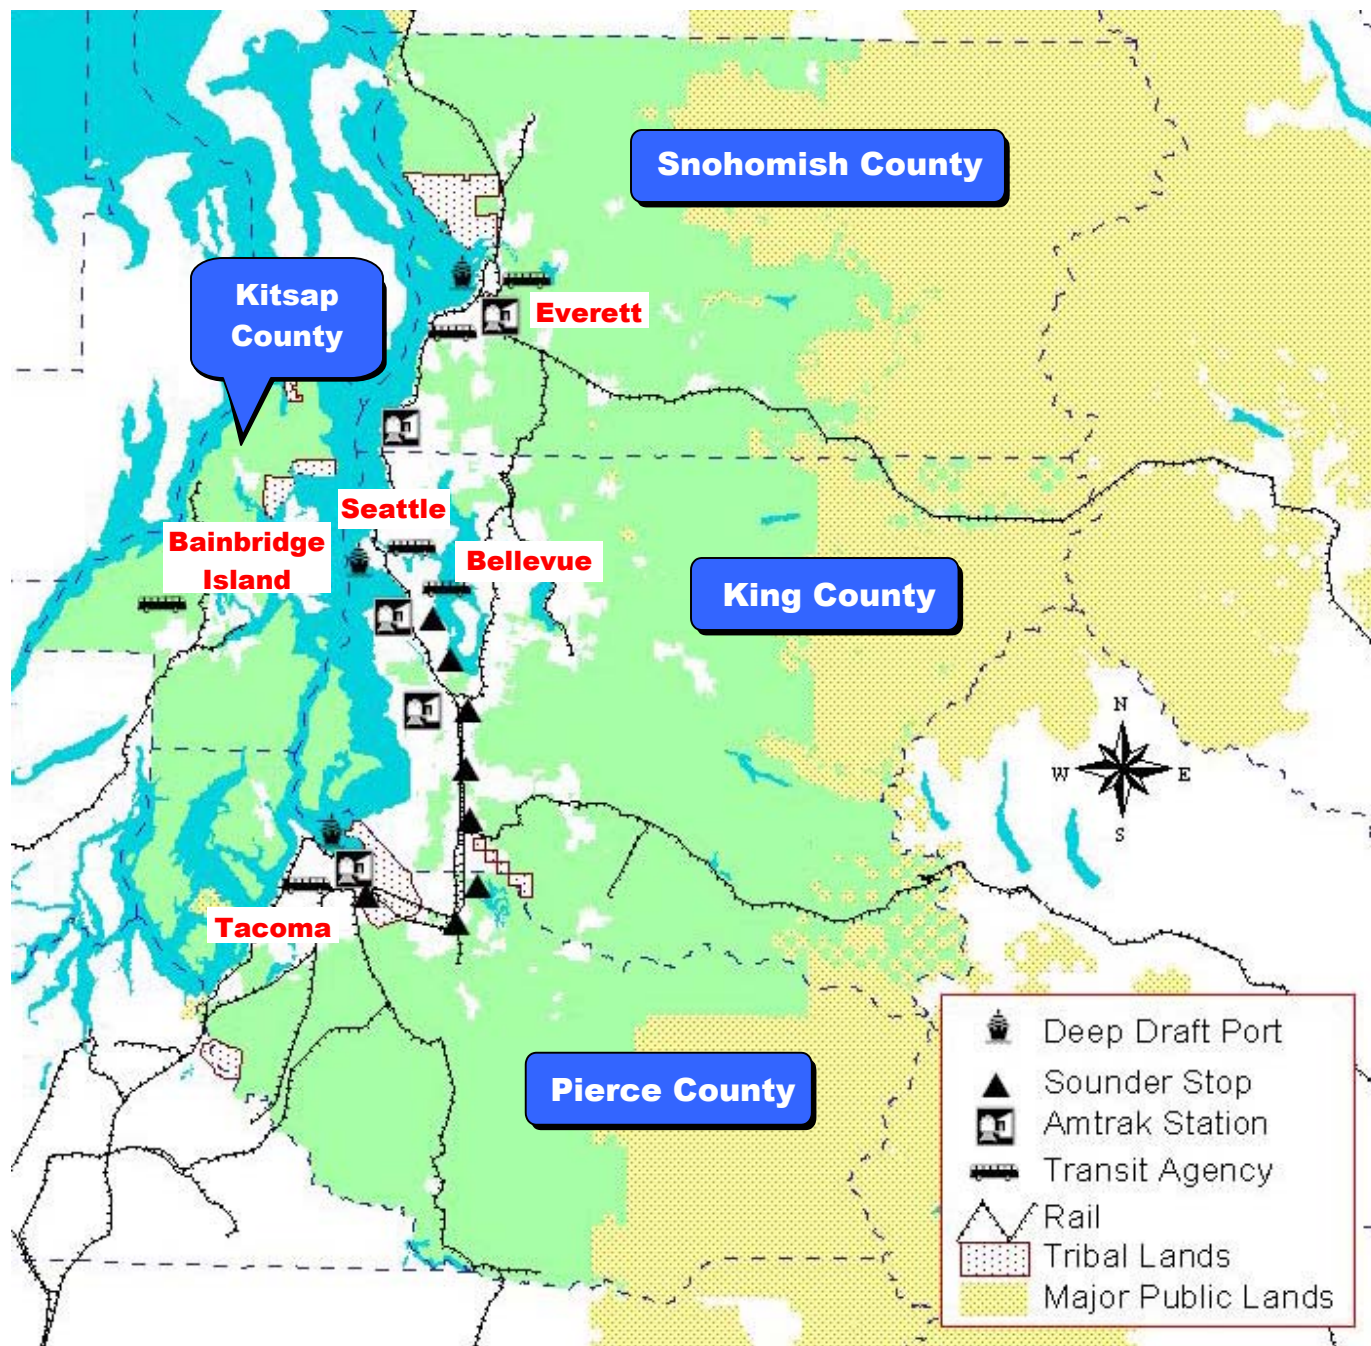 Snohomish County
Kitsap
County
Everett
Seattle
Bainbridge
Island
Bellevue
King County
N
W
E
S
Tacoma
Pierce County
Deep Draft Port
Sounder Stop
Amtrak Station
Transit Agency
Rail
Tribal Lands
Major Public Lands